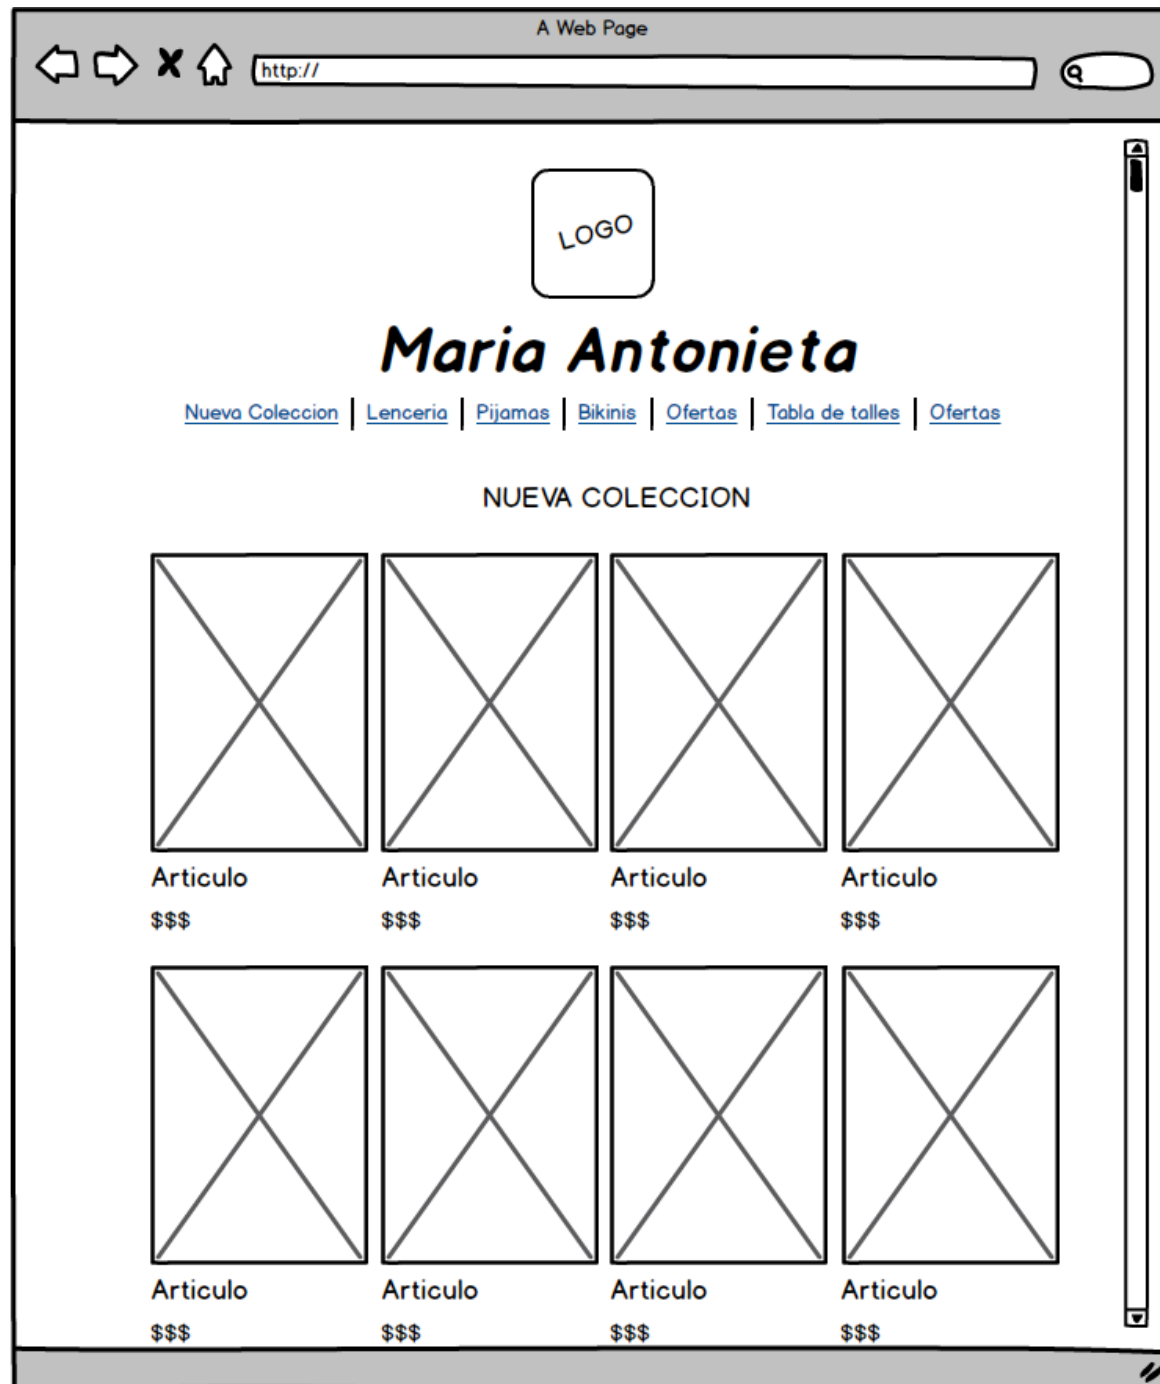 A Web Page
http://
LOGO
Maria Antonieta
Nueva Coleccion | Lenceria | Pijamas | Bikinis | Ofertas | Tabla de talles | Ofertas
NUEVA COLECCION
Articulo Articulo Articulo Articulo
$$$ $$$ $$$ $$$
Articulo Articulo Articulo Articulo
$$$ $$$ $$$ $$$